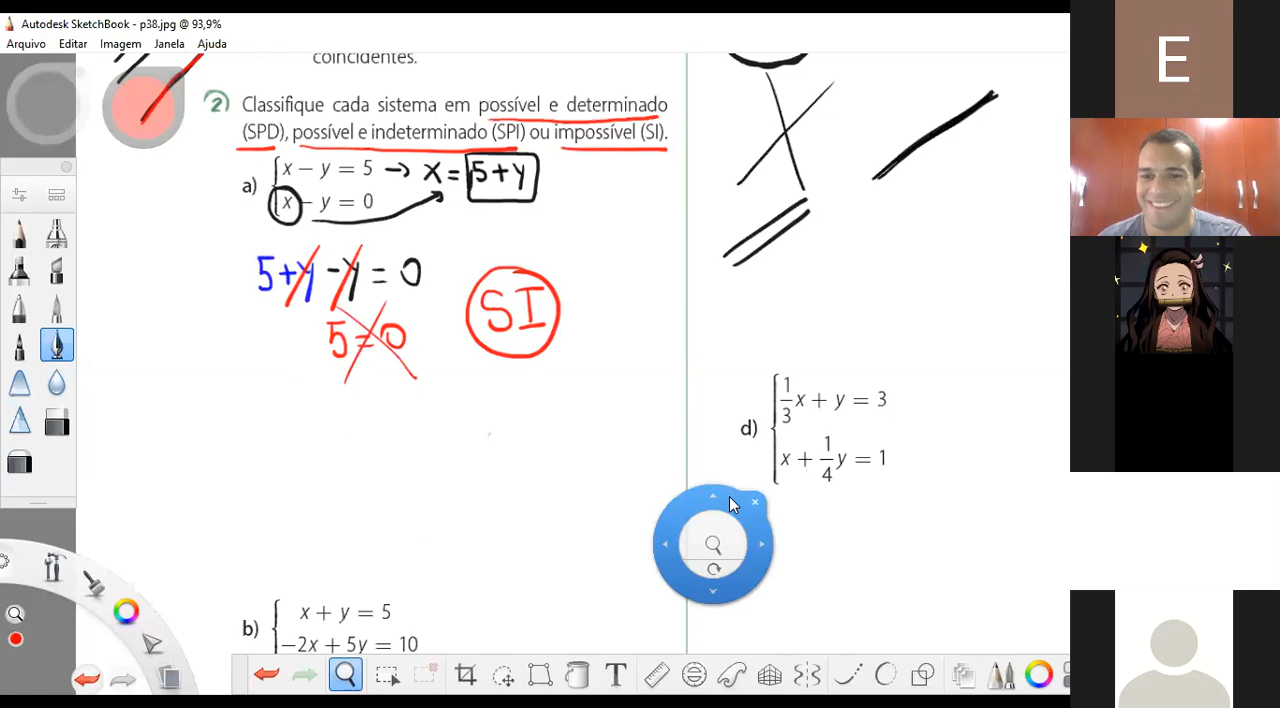 Autodesk SketchBook - p38.jpg @ 93,9%
Arquivo Editar Imagem Janela Ajuda
coincidentes.
2 Classifique cada sistema em possível e determinado
(SPD), possível e indeterminado (SPI) ou impossível (SI).
a) x − y = 5 → x = 5+y
x − y = 0
5+y −y = 0
5=0
SI
b) x + y = 5
−2x + 5y = 10
d) 1/3 x + y = 3
x + 1/4 y = 1
E